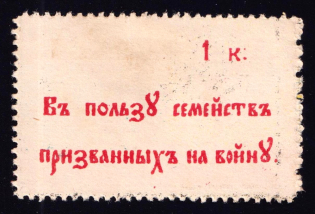 1 к.
Въ пользу семействъ
призванныхъ на войну